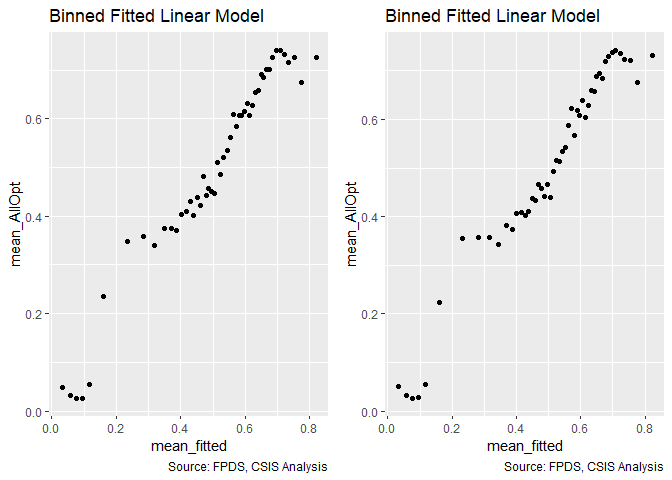 Binned Fitted Linear Model
mean_AllOpt
0.6
0.4
0.2
0.0
0.0 0.2 0.4 0.6 0.8
mean_fitted
Source: FPDS, CSIS Analysis
Binned Fitted Linear Model
mean_AllOpt
0.6
0.4
0.2
0.0
0.0 0.2 0.4 0.6 0.8
mean_fitted
Source: FPDS, CSIS Analysis